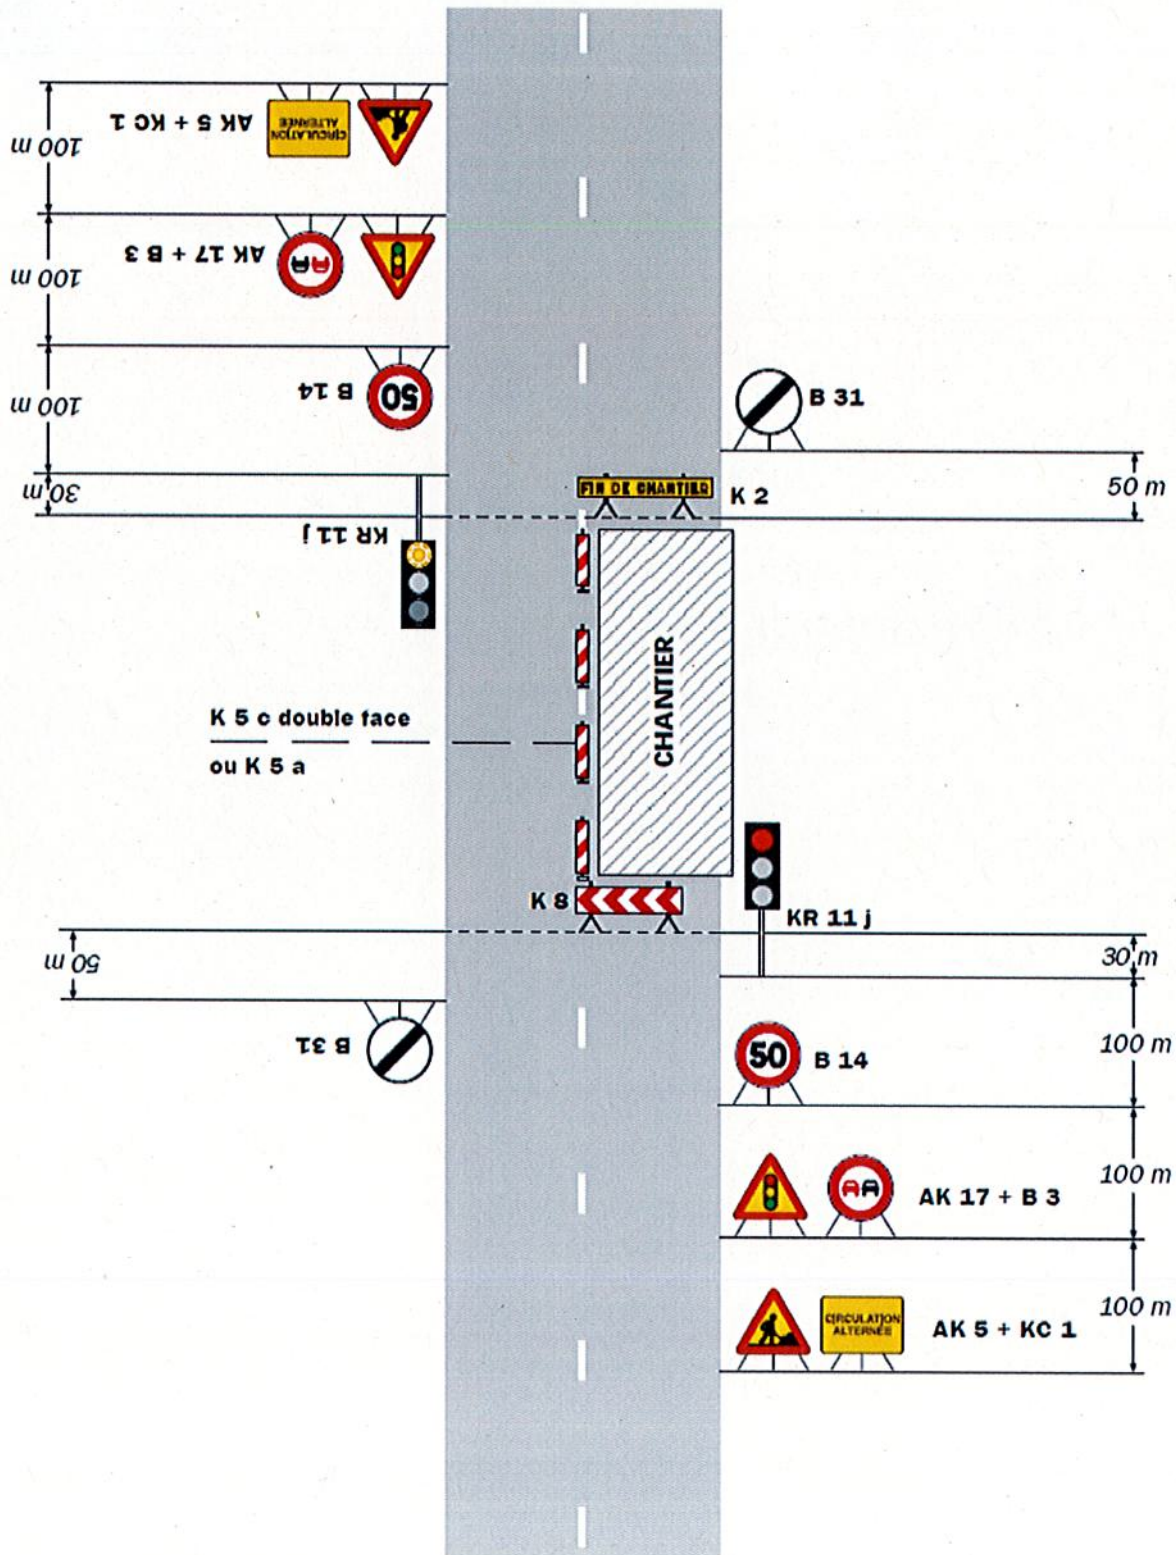 100 m
AK 5 + KC 1
CIRCULATION
ALTERNÉE
100 m
AK 17 + B 3
100 m
B 14
50
B 31
30 m
KR 11 j
FIN DE CHANTIER
K 2
50 m
K 5 c double face
ou K 5 a
CHANTIER
K 8
KR 11 j
50 m
30 m
B 31
50
B 14
100 m
AK 17 + B 3
100 m
CIRCULATION
ALTERNÉE
AK 5 + KC 1
100 m